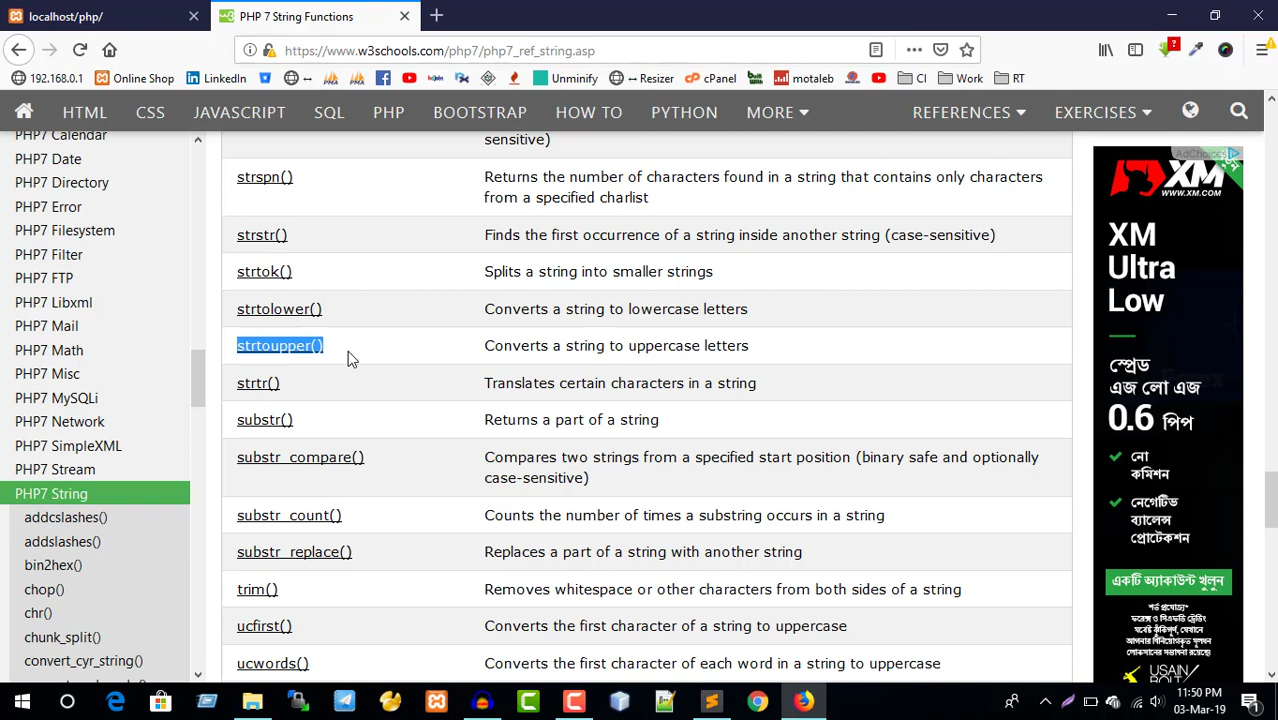 localhost/php/
PHP 7 String Functions
https://www.w3schools.com/php7/php7_ref_string.asp
192.168.0.1
Online Shop
LinkedIn
Unminify
Resizer
cPanel
motaleb
CI
Work
RT
HTML
CSS
JAVASCRIPT
SQL
PHP
BOOTSTRAP
HOW TO
PYTHON
MORE
REFERENCES
EXERCISES
PHP7 Calendar
PHP7 Date
PHP7 Directory
PHP7 Error
PHP7 Filesystem
PHP7 Filter
PHP7 FTP
PHP7 Libxml
PHP7 Mail
PHP7 Math
PHP7 Misc
PHP7 MySQLi
PHP7 Network
PHP7 SimpleXML
PHP7 Stream
PHP7 String
addcslashes()
addslashes()
bin2hex()
chop()
chr()
chunk_split()
convert_cyr_string()
sensitive)
strspn() Returns the number of characters found in a string that contains only characters
from a specified charlist
strstr() Finds the first occurrence of a string inside another string (case-sensitive)
strtok() Splits a string into smaller strings
strtolower() Converts a string to lowercase letters
strtoupper() Converts a string to uppercase letters
strtr() Translates certain characters in a string
substr() Returns a part of a string
substr_compare() Compares two strings from a specified start position (binary safe and optionally
case-sensitive)
substr_count() Counts the number of times a substring occurs in a string
substr_replace() Replaces a part of a string with another string
trim() Removes whitespace or other characters from both sides of a string
ucfirst() Converts the first character of a string to uppercase
ucwords() Converts the first character of each word in a string to uppercase
AdChoices
XM
WWW.XM.COM
XM
Ultra
Low
স্প্রেড
এজ লো এজ
0.6 পিপ
নো
কমিশন
নেগেটিভ
ব্যালেন্স
প্রোটেকশন
একটি অ্যাকাউন্ট খুলুন
USAIN
BOLT
11:50 PM
03-Mar-19